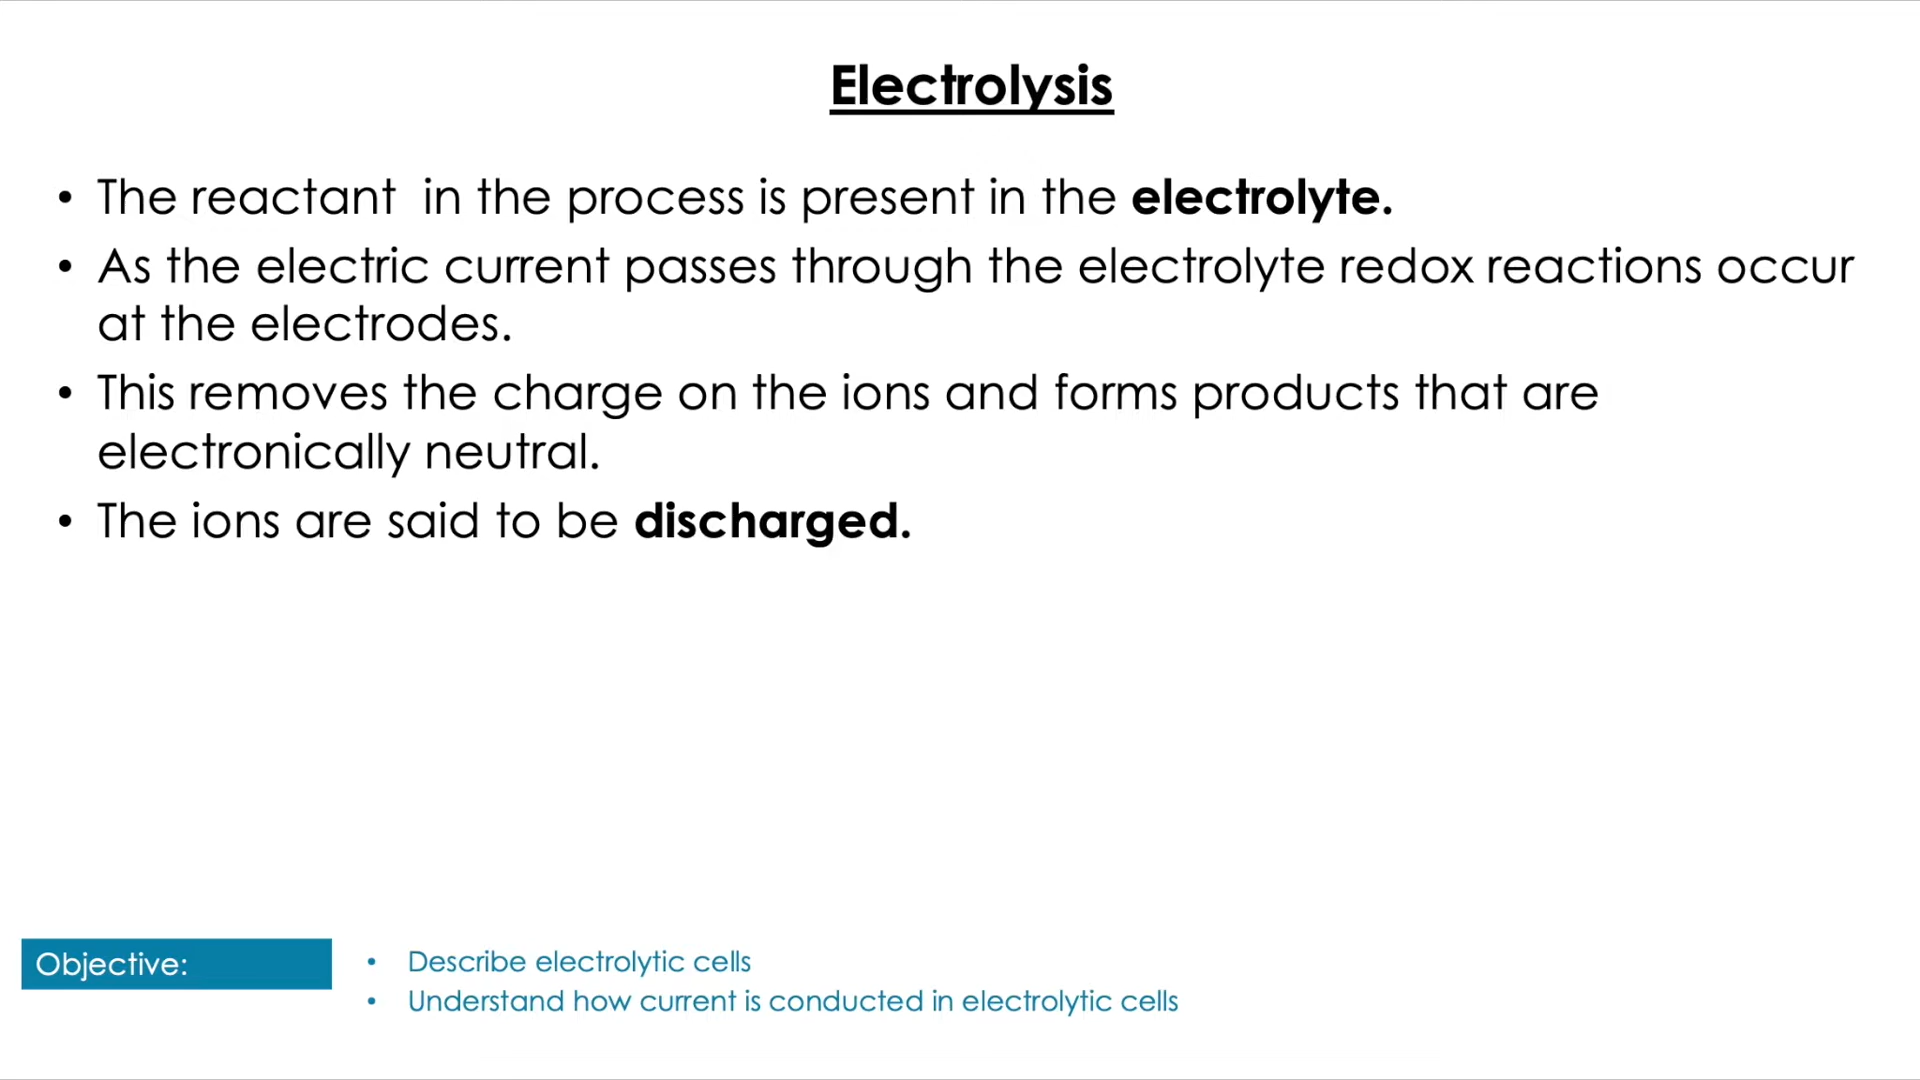 Electrolysis
• The reactant  in the process is present in the electrolyte.
• As the electric current passes through the electrolyte redox reactions occur
at the electrodes.
• This removes the charge on the ions and forms products that are
electronically neutral.
• The ions are said to be discharged.
Objective:
• Describe electrolytic cells
• Understand how current is conducted in electrolytic cells